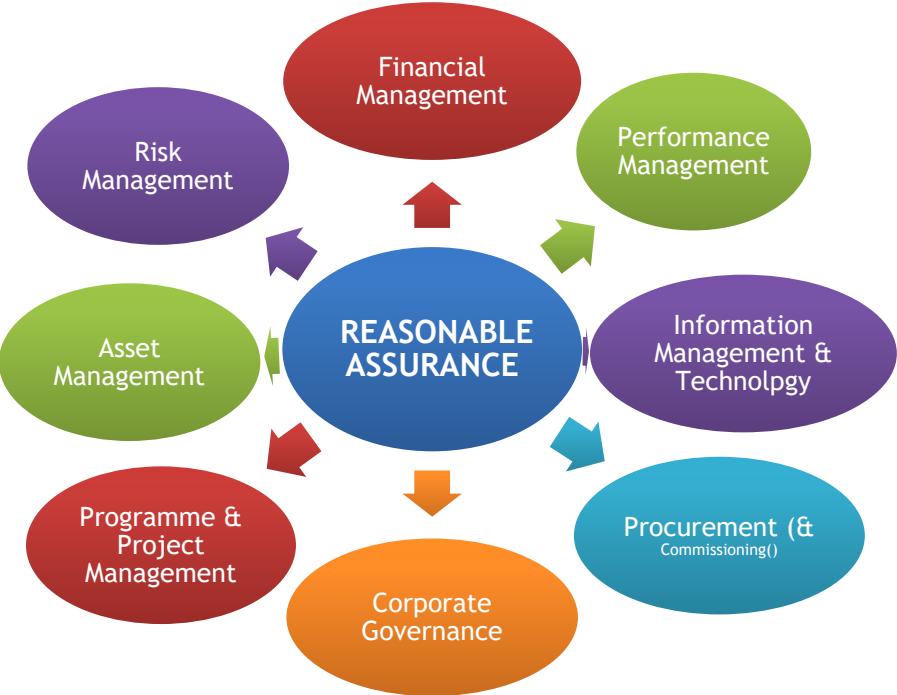 Financial
Management
Performance
Management
Risk
Management
REASONABLE
ASSURANCE
Information
Management &
Technolpgy
Asset
Management
Procurement (&
Commissioning()
Programme &
Project
Management
Corporate
Governance